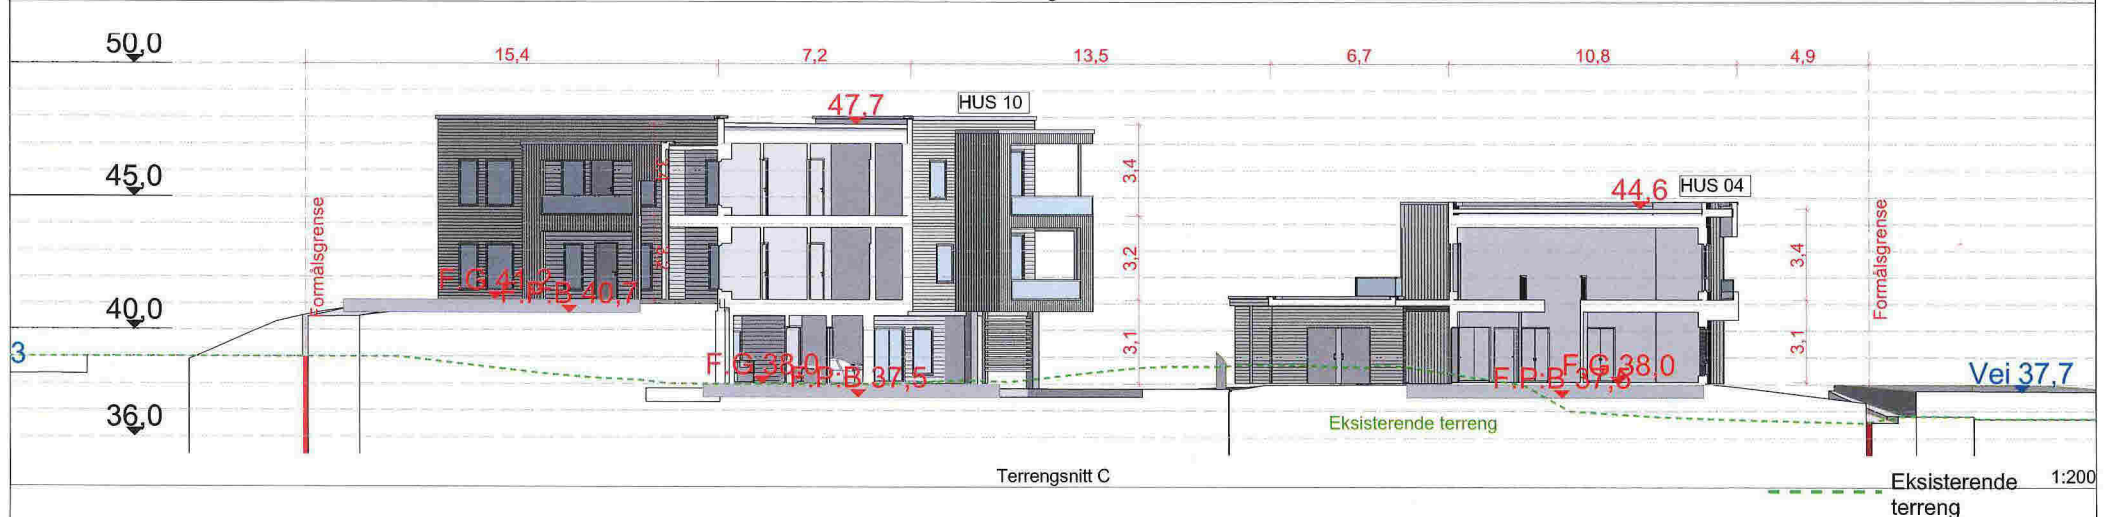 50,0
15,4
7,2
13,5
6,7
10,8
4,9
47,7
HUS 10
45,0
3,4
3,4
44,6
HUS 04
Formålsgrense
Formålsgrense
3,2
3,4
F.G 41,2
F.P.B 40,7
40,0
3,1
3,1
3
F.G 38,0
F.P.B 37,5
F.G 38,0
F.P.B 37,5
Vei 37,7
36,0
Eksisterende terreng
Terrengsnitt C
Eksisterende
terreng
1:200